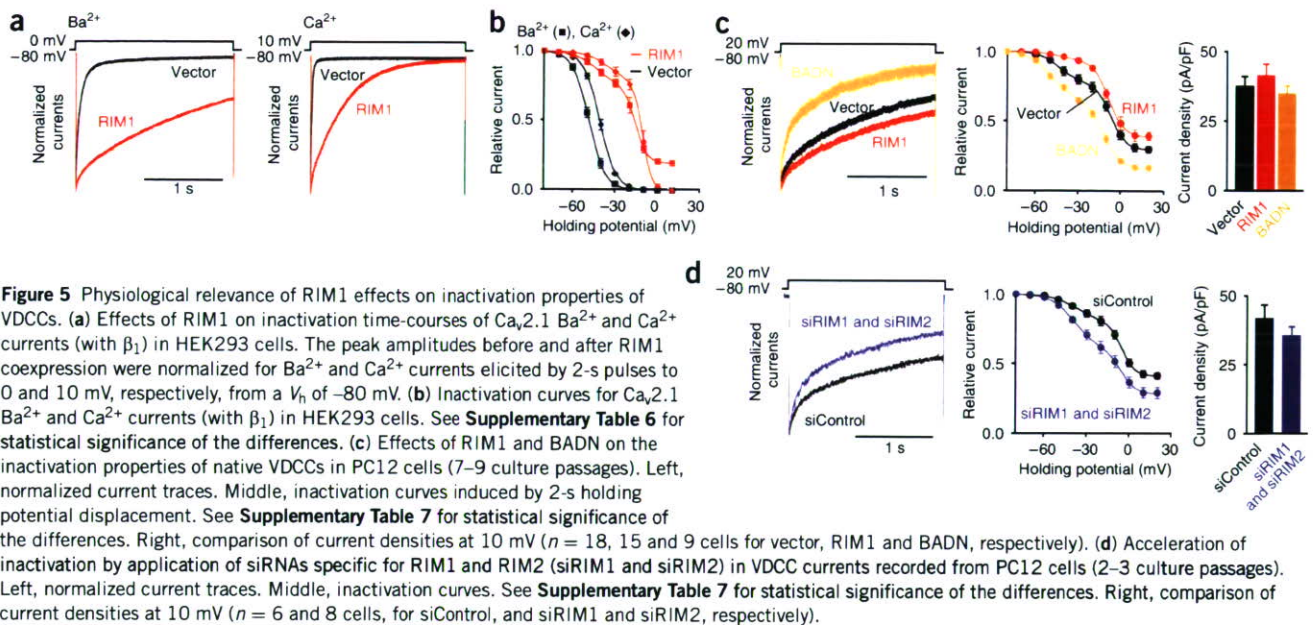 a
Ba²⁺
0 mV
−80 mV
Vector
RIM1
Normalized currents
1 s
Ca²⁺
10 mV
−80 mV
Vector
RIM1
Normalized currents
b
Ba²⁺ (■), Ca²⁺ (◆)
RIM1
Vector
Relative current
1.0
0.5
0.0
−60 −30 0 30
Holding potential (mV)
c
20 mV
−80 mV
BADN
Vector
RIM1
Normalized currents
1 s
Relative current
1.0
0.5
0.0
Vector
RIM1
BADN
−60 −30 0 30
Holding potential (mV)
Current density (pA/pF)
50
25
0
Vector
RIM1
BADN
d
20 mV
−80 mV
siRIM1 and siRIM2
siControl
Normalized currents
1 s
Relative current
1.0
0.5
0.0
siControl
siRIM1 and siRIM2
−60 −30 0 30
Holding potential (mV)
Current density (pA/pF)
50
25
0
siControl
siRIM1
and siRIM2
Figure 5 Physiological relevance of RIM1 effects on inactivation properties of
VDCCs. (a) Effects of RIM1 on inactivation time-courses of Caᵥ2.1 Ba²⁺ and Ca²⁺
currents (with β₁) in HEK293 cells. The peak amplitudes before and after RIM1
coexpression were normalized for Ba²⁺ and Ca²⁺ currents elicited by 2-s pulses to
0 and 10 mV, respectively, from a Vₕ of –80 mV. (b) Inactivation curves for Caᵥ2.1
Ba²⁺ and Ca²⁺ currents (with β₁) in HEK293 cells. See Supplementary Table 6 for
statistical significance of the differences. (c) Effects of RIM1 and BADN on the
inactivation properties of native VDCCs in PC12 cells (7–9 culture passages). Left,
normalized current traces. Middle, inactivation curves induced by 2-s holding
potential displacement. See Supplementary Table 7 for statistical significance of
the differences. Right, comparison of current densities at 10 mV (n = 18, 15 and 9 cells for vector, RIM1 and BADN, respectively). (d) Acceleration of
inactivation by application of siRNAs specific for RIM1 and RIM2 (siRIM1 and siRIM2) in VDCC currents recorded from PC12 cells (2–3 culture passages).
Left, normalized current traces. Middle, inactivation curves. See Supplementary Table 7 for statistical significance of the differences. Right, comparison of
current densities at 10 mV (n = 6 and 8 cells, for siControl, and siRIM1 and siRIM2, respectively).